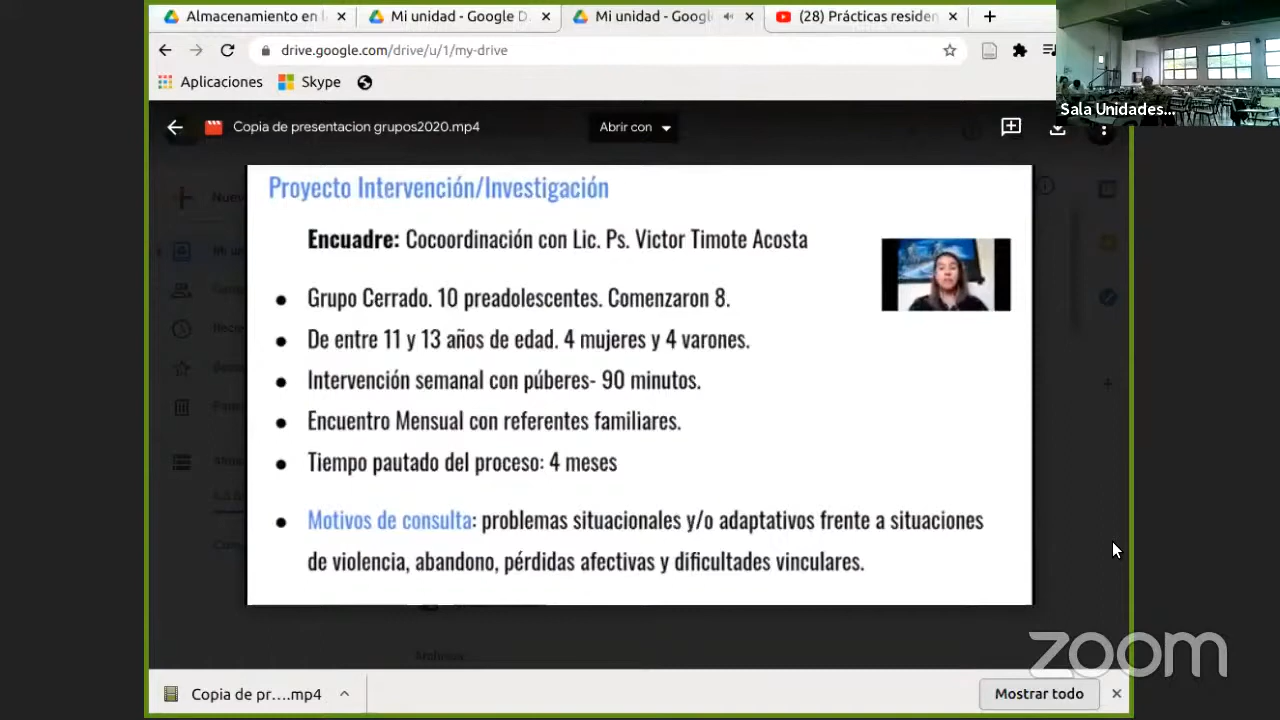 Almacenamiento en l
Mi unidad - Google D
Mi unidad - Googl
(28) Prácticas residen
drive.google.com/drive/u/1/my-drive
Aplicaciones
Skype
Sala Unidades...
Copia de presentacion grupos2020.mp4
Abrir con
Proyecto Intervención/Investigación
Encuadre: Cocoordinación con Lic. Ps. Victor Timote Acosta
● Grupo Cerrado. 10 preadolescentes. Comenzaron 8.
● De entre 11 y 13 años de edad. 4 mujeres y 4 varones.
● Intervención semanal con púberes- 90 minutos.
● Encuentro Mensual con referentes familiares.
● Tiempo pautado del proceso: 4 meses
● Motivos de consulta: problemas situacionales y/o adaptativos frente a situaciones
de violencia, abandono, pérdidas afectivas y dificultades vinculares.
zoom
Copia de pr....mp4
Mostrar todo